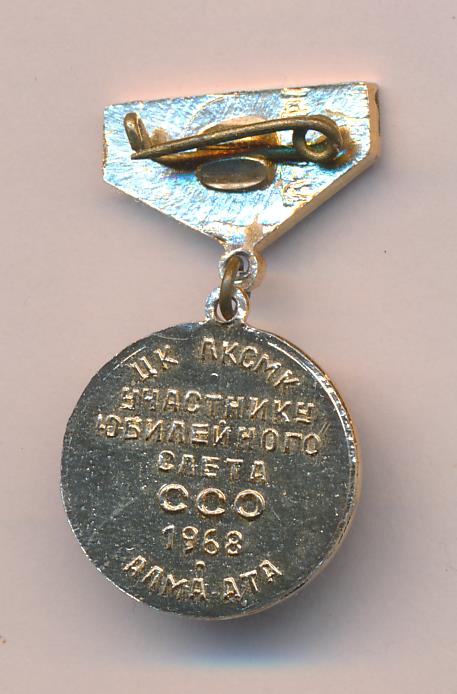 ЦК ЛКСМК
УЧАСТНИКУ
ЮБИЛЕЙНОГО
СЛЕТА
ССО
1968
Г
АЛМА-АТА